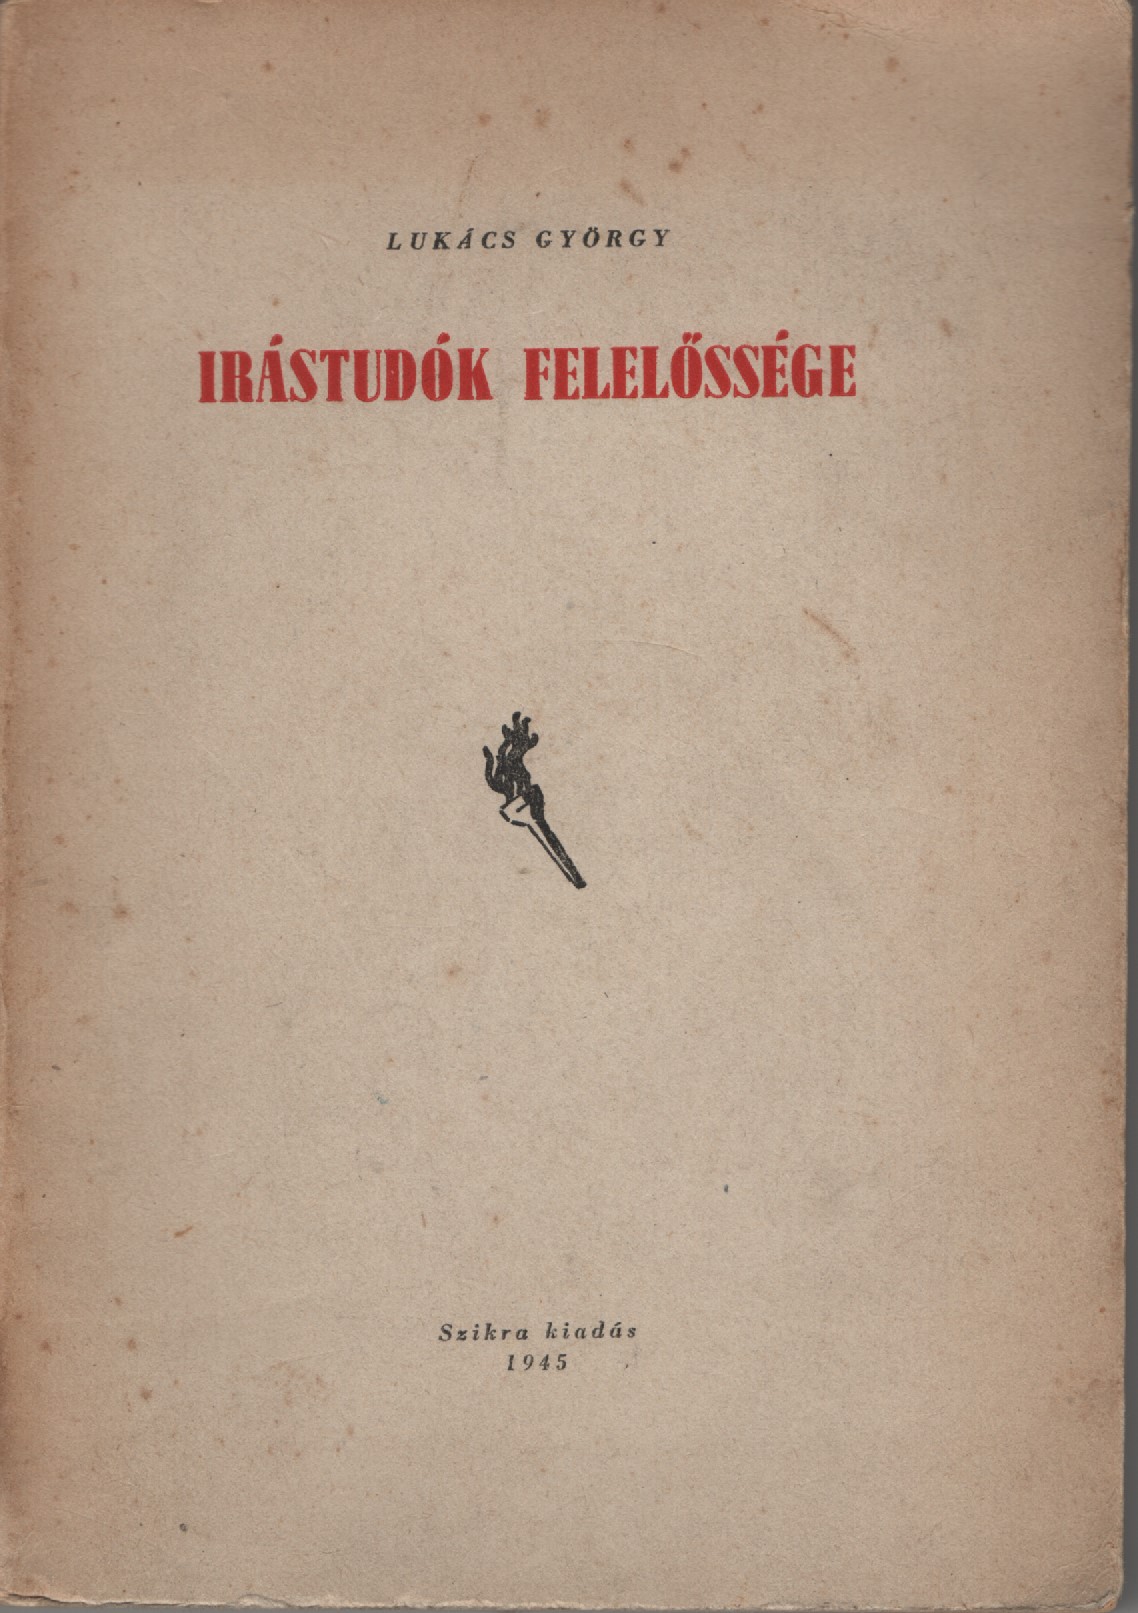 LUKÁCS GYÖRGY
IRÁSTUDÓK FELELŐSSÉGE
Szikra kiadás
1945